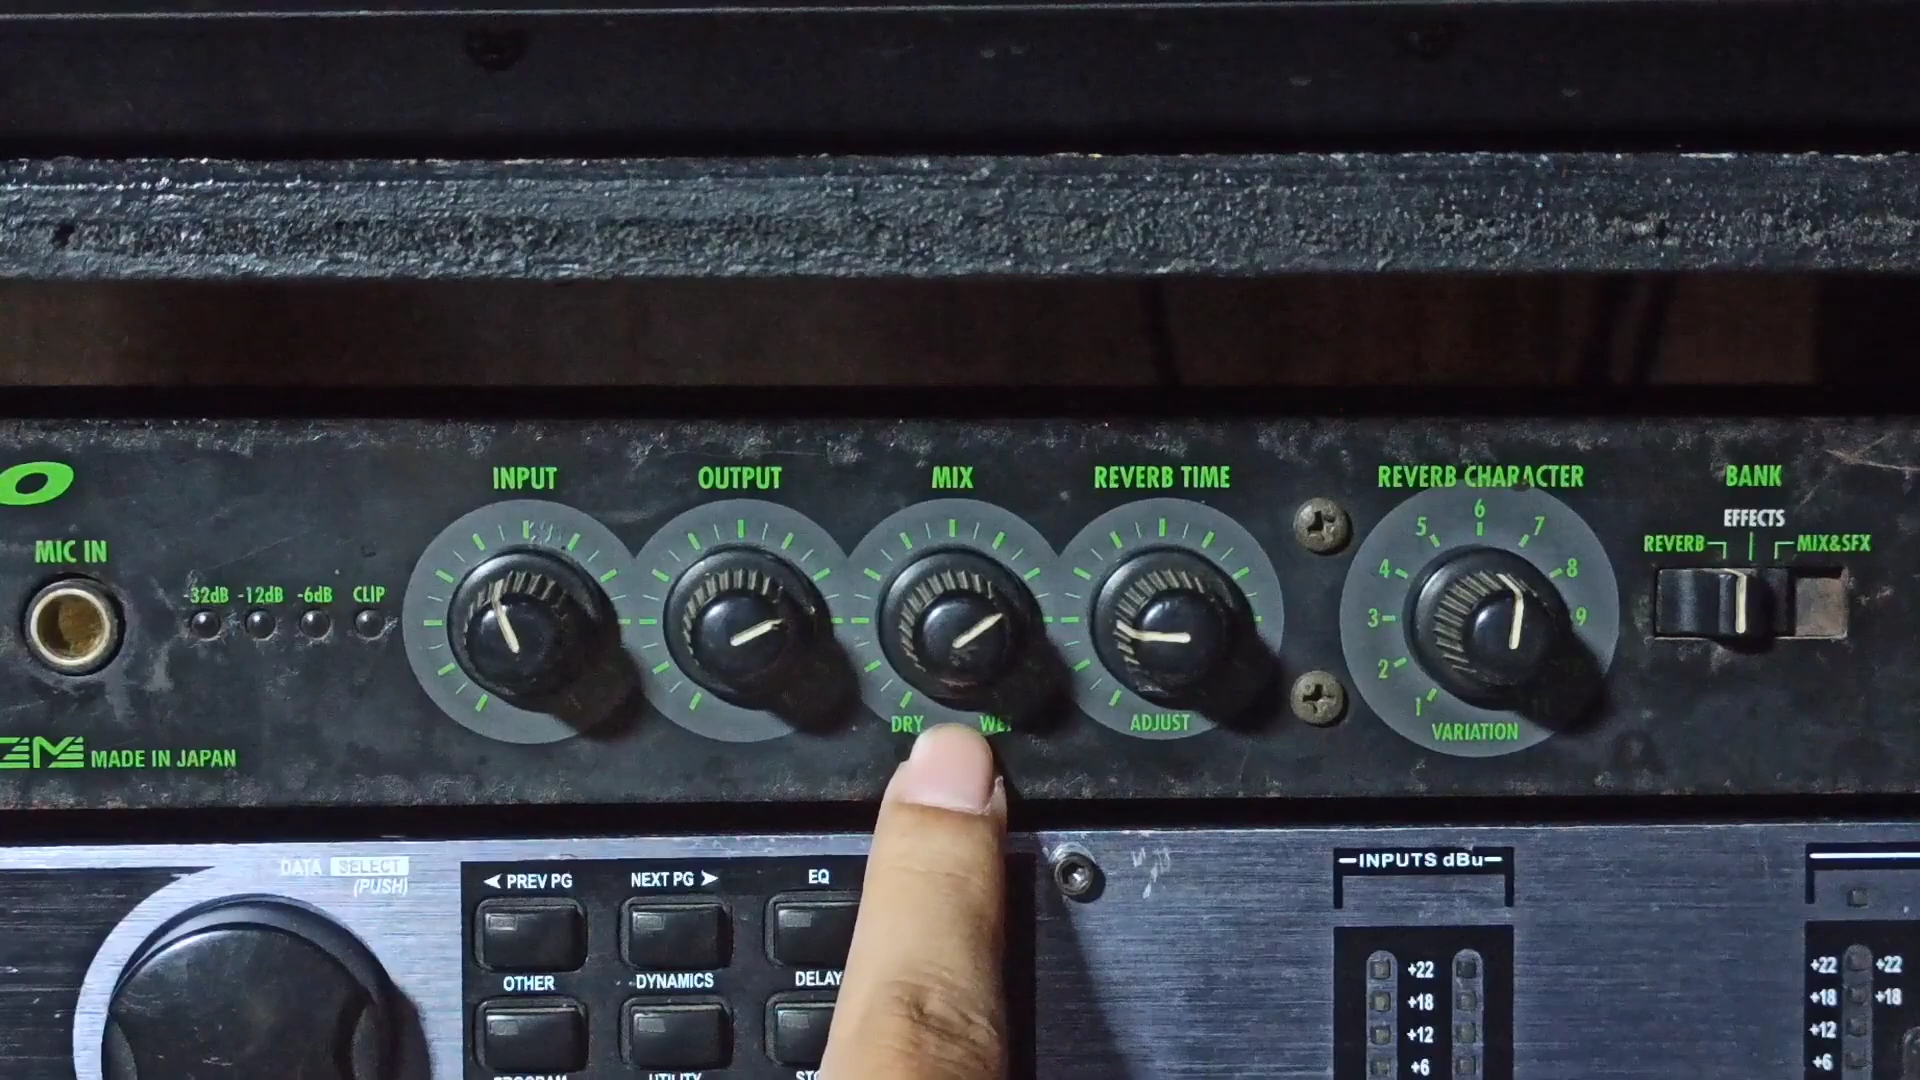 INPUT
OUTPUT
MIX
REVERB TIME
REVERB CHARACTER
BANK
EFFECTS
REVERB
MIX&SFX
MIC IN
-32dB -12dB -6dB CLIP
1 2 3 4 5 6 7 8 9
DRY
ADJUST
VARIATION
MADE IN JAPAN
DATA SELECT
(PUSH)
PREV PG
NEXT PG
EQ
INPUTS dBu
OTHER
DYNAMICS
DELAY
+22
+18
+12
+6
+22 +22
+18 +18
+12
+6